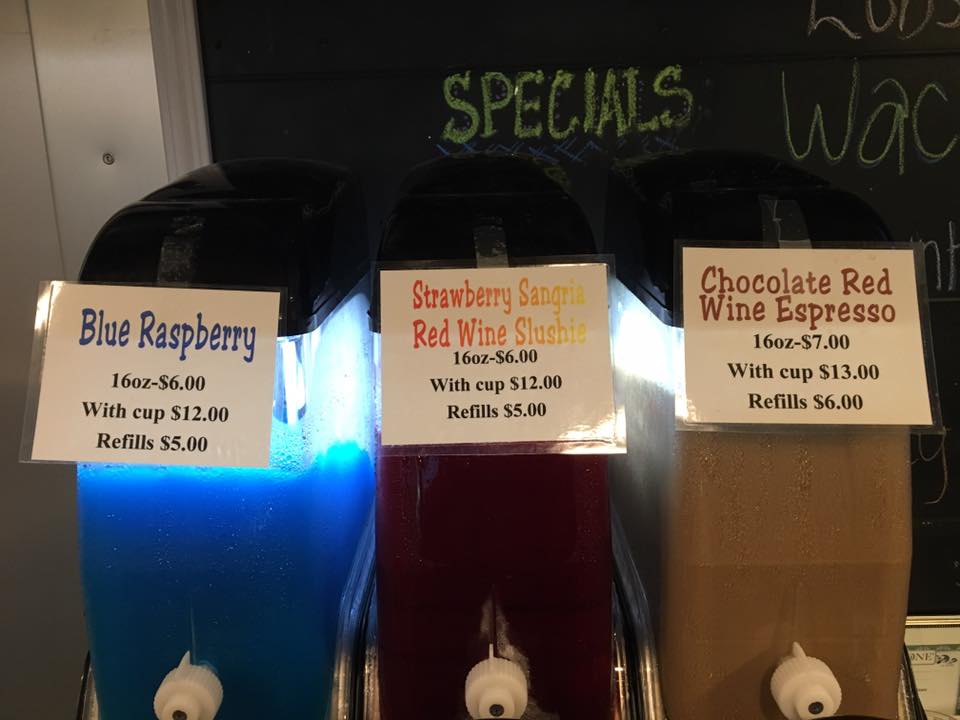 SPECIALS
Blue Raspberry
16oz-$6.00
With cup $12.00
Refills $5.00
Strawberry Sangria
Red Wine Slushie
16oz-$6.00
With cup $12.00
Refills $5.00
Chocolate Red
Wine Espresso
16oz-$7.00
With cup $13.00
Refills $6.00